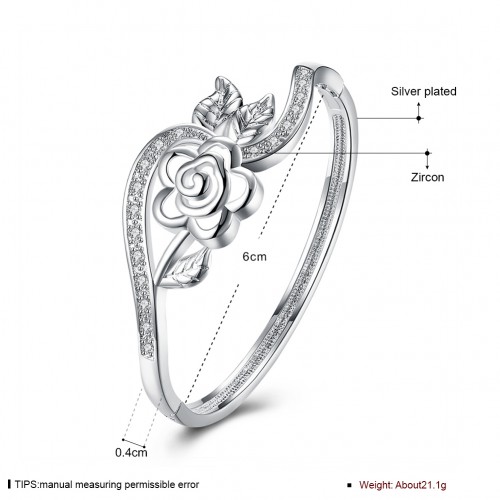 Silver plated
Zircon
6cm
0.4cm
TIPS:manual measuring permissible error
Weight: About21.1g